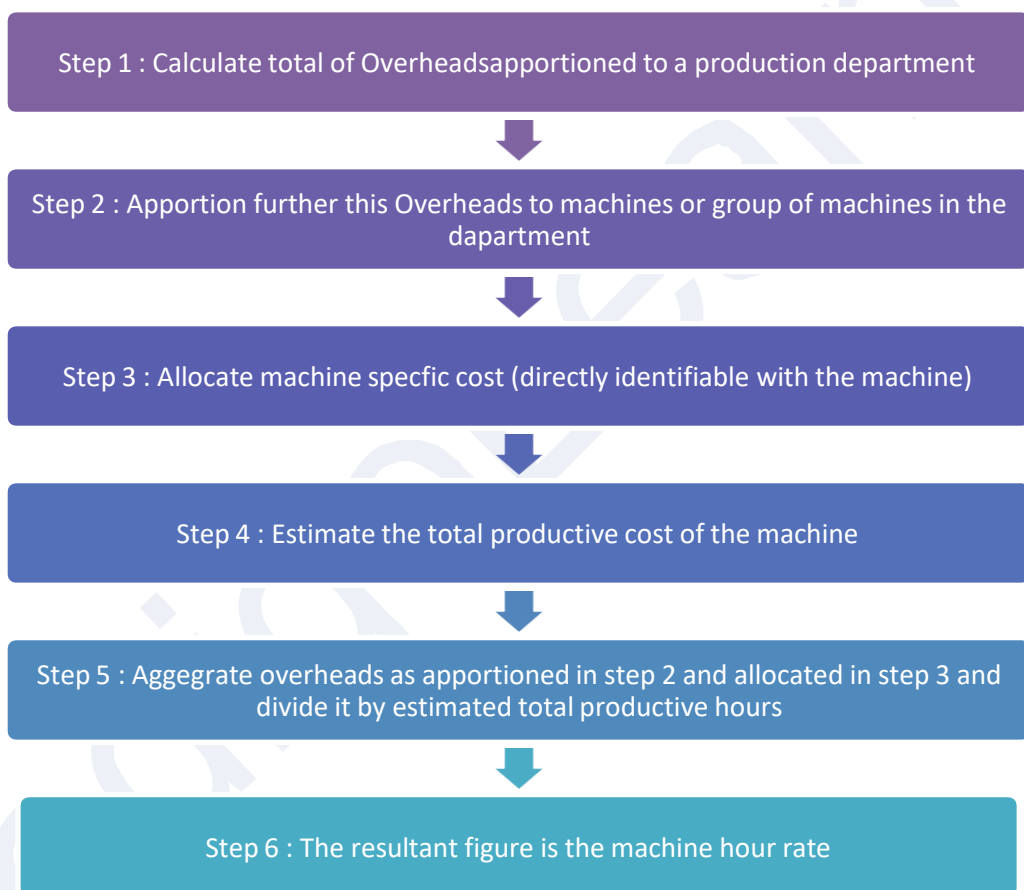 Step 1 : Calculate total of Overheadsapportioned to a production department
Step 2 : Apportion further this Overheads to machines or group of machines in the
dapartment
Step 3 : Allocate machine specfic cost (directly identifiable with the machine)
Step 4 : Estimate the total productive cost of the machine
Step 5 : Aggegrate overheads as apportioned in step 2 and allocated in step 3 and
divide it by estimated total productive hours
Step 6 : The resultant figure is the machine hour rate